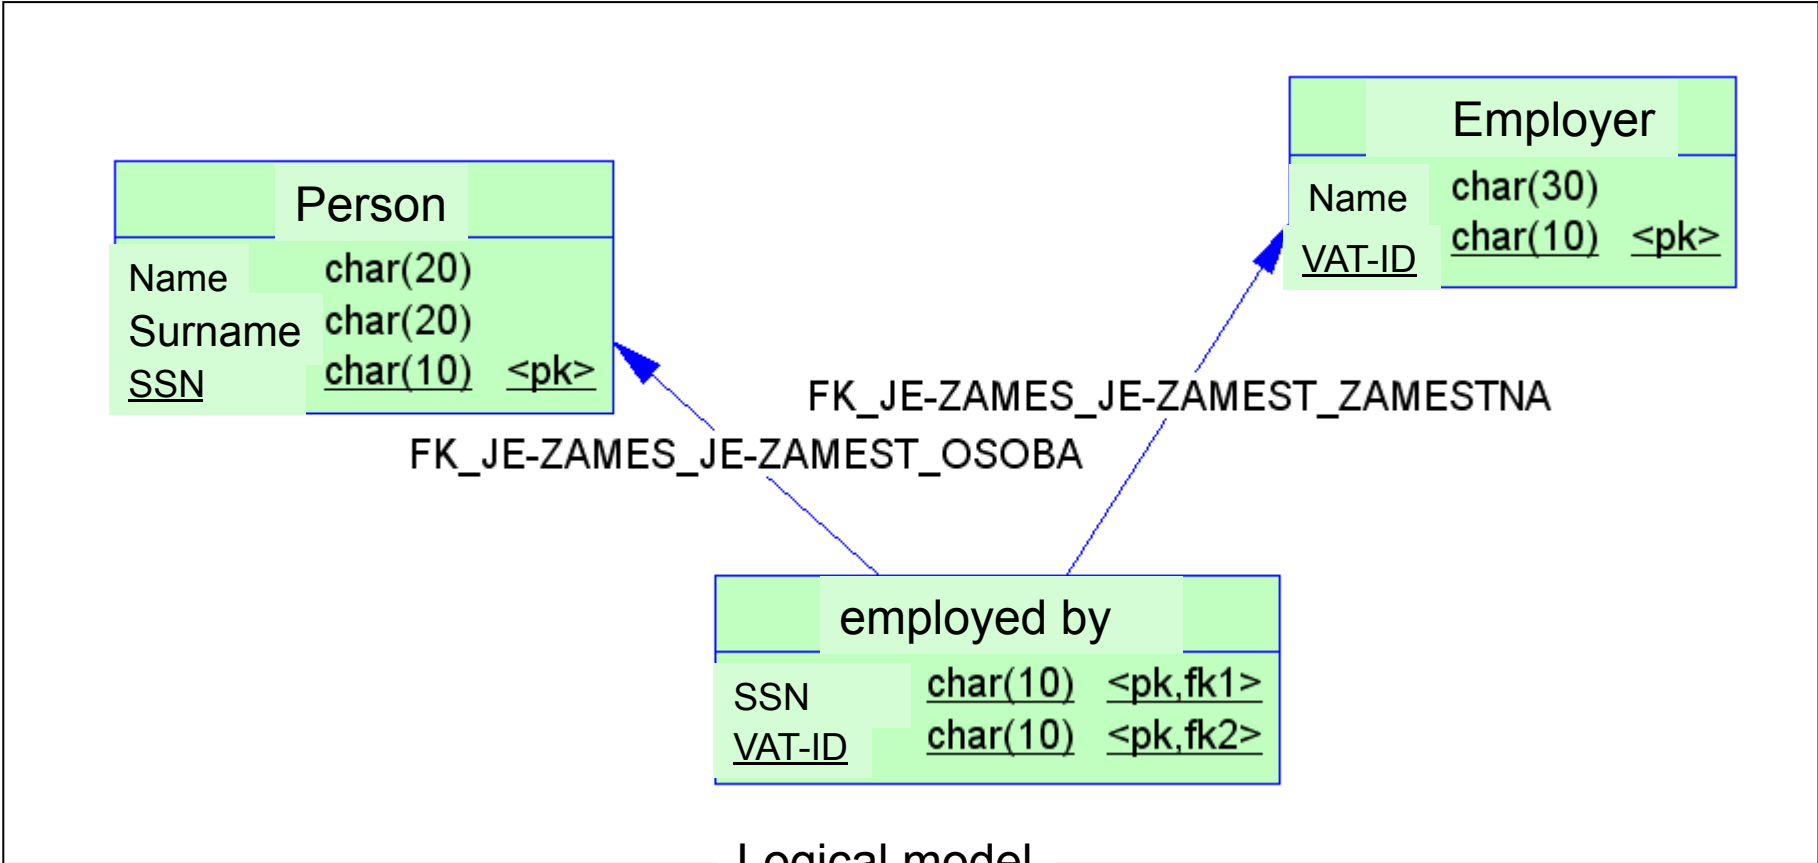 Employer
Name char(30)
VAT-ID char(10) <pk>
Person
Name char(20)
Surname char(20)
SSN char(10) <pk>
FK_JE-ZAMES_JE-ZAMEST_ZAMESTNA
FK_JE-ZAMES_JE-ZAMEST_OSOBA
employed by
SSN char(10) <pk,fk1>
VAT-ID char(10) <pk,fk2>
Logical model